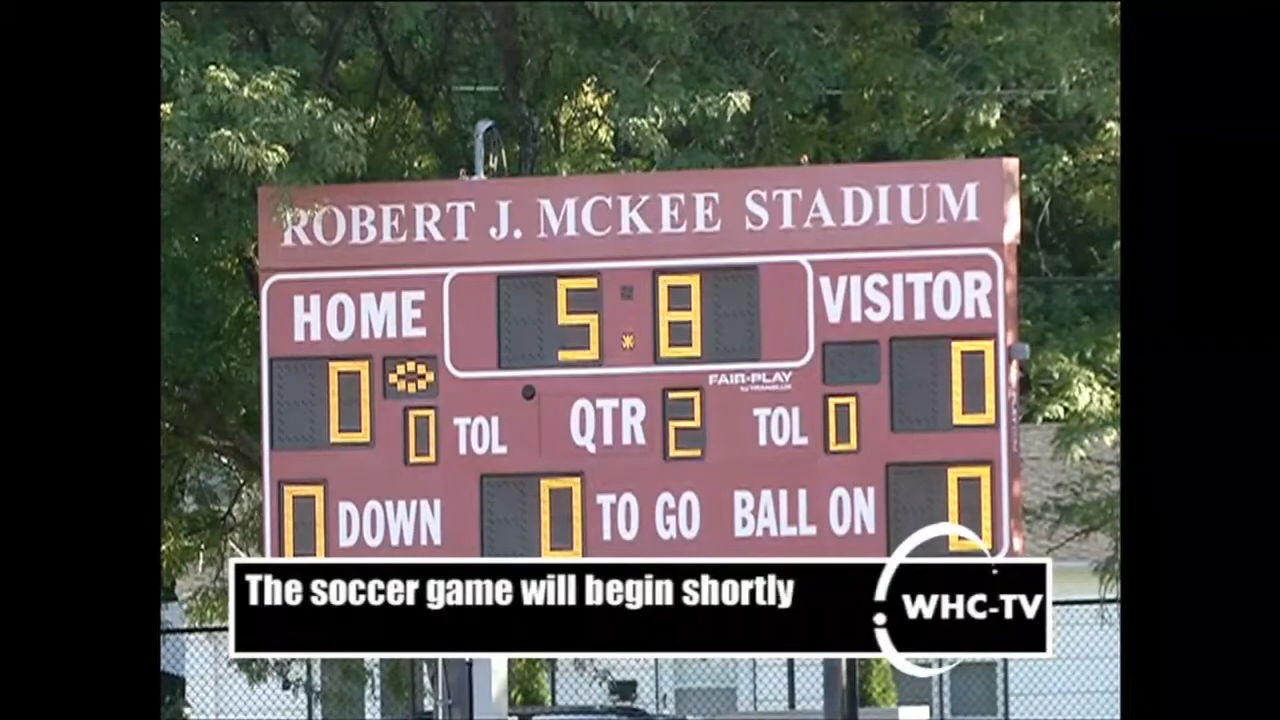 ROBERT J. MCKEE STADIUM
HOME 5.8 VISITOR
FAIR-PLAY
0 0
0 TOL QTR 2 TOL 0
0 DOWN 0 TO GO BALL ON 0
The soccer game will begin shortly
WHC-TV